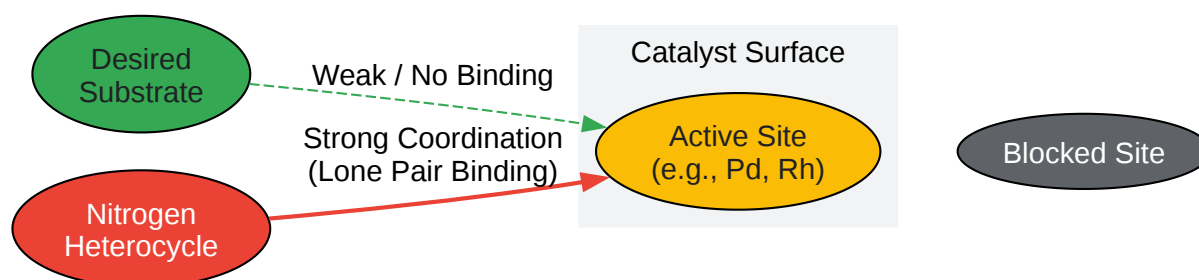 Desired
Substrate
Weak / No Binding
Strong Coordination
(Lone Pair Binding)
Nitrogen
Heterocycle
Catalyst Surface
Active Site
(e.g., Pd, Rh)
Blocked Site